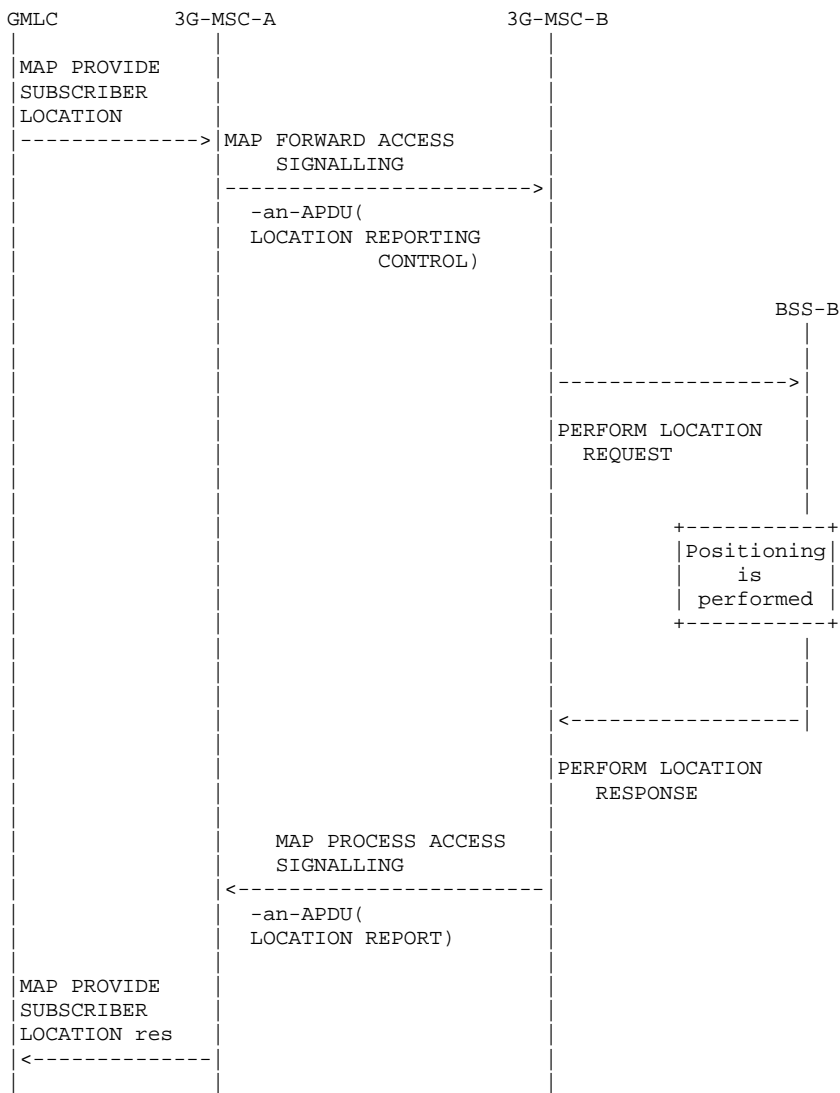 GMLC 3G-MSC-A 3G-MSC-B
MAP PROVIDE
SUBSCRIBER
LOCATION
MAP FORWARD ACCESS
SIGNALLING
-an-APDU(
LOCATION REPORTING
CONTROL)
BSS-B
PERFORM LOCATION
REQUEST
Positioning
is
performed
PERFORM LOCATION
RESPONSE
MAP PROCESS ACCESS
SIGNALLING
-an-APDU(
LOCATION REPORT)
MAP PROVIDE
SUBSCRIBER
LOCATION res